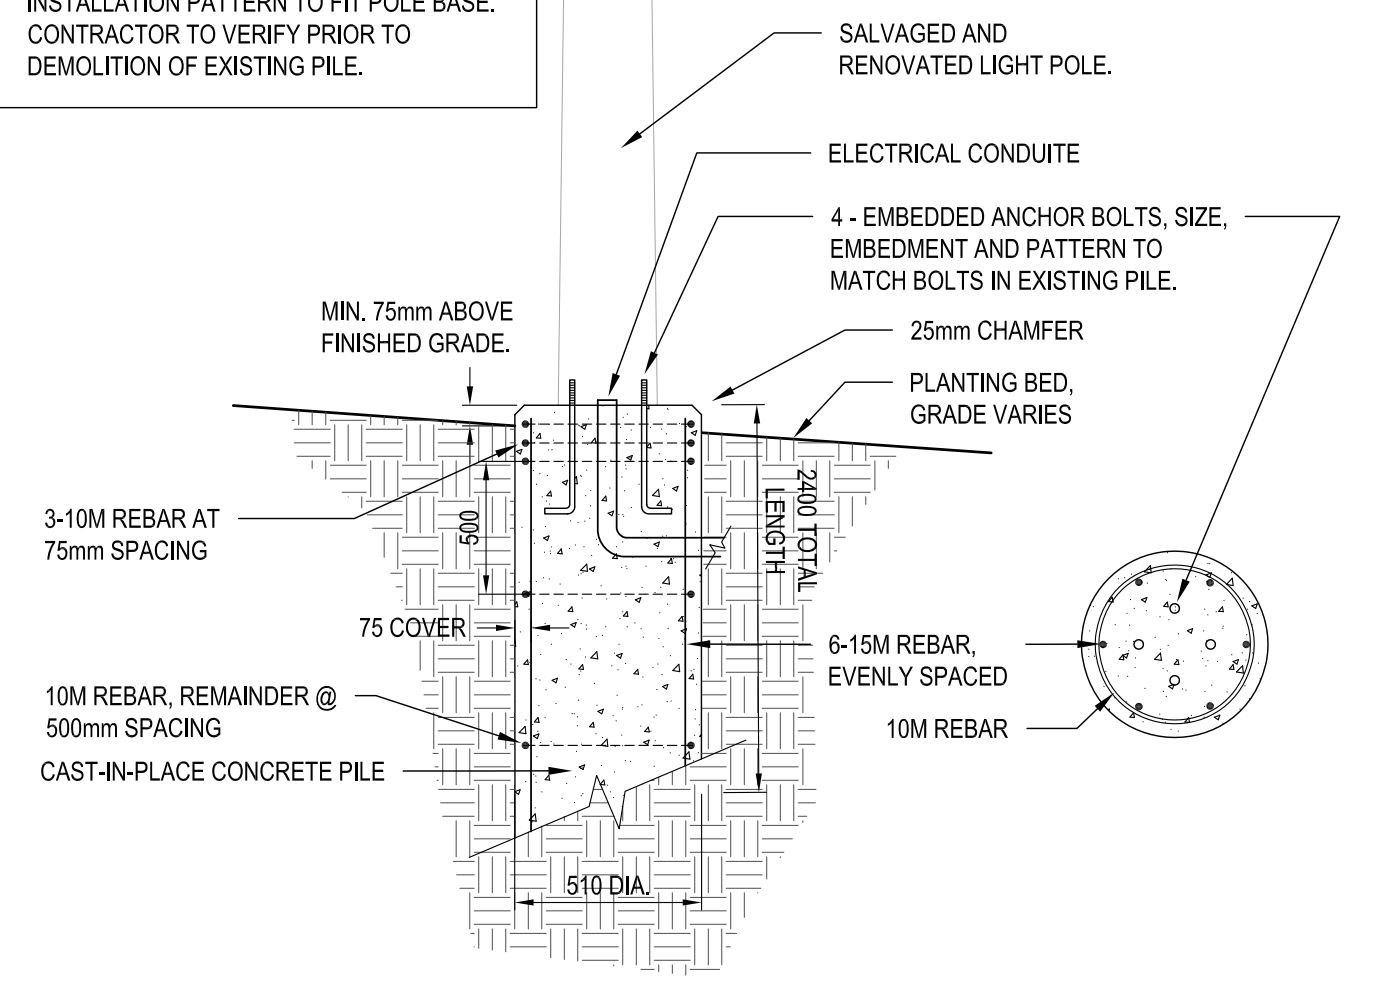 INSTALLATION PATTERN TO FIT POLE BASE.
CONTRACTOR TO VERIFY PRIOR TO
DEMOLITION OF EXISTING PILE.
SALVAGED AND
RENOVATED LIGHT POLE.
ELECTRICAL CONDUITE
4 - EMBEDDED ANCHOR BOLTS, SIZE,
EMBEDMENT AND PATTERN TO
MATCH BOLTS IN EXISTING PILE.
MIN. 75mm ABOVE
FINISHED GRADE.
25mm CHAMFER
PLANTING BED,
GRADE VARIES
3-10M REBAR AT
75mm SPACING
500
2400 TOTAL
LENGTH
75 COVER
6-15M REBAR,
EVENLY SPACED
10M REBAR, REMAINDER @
500mm SPACING
10M REBAR
CAST-IN-PLACE CONCRETE PILE
510 DIA.